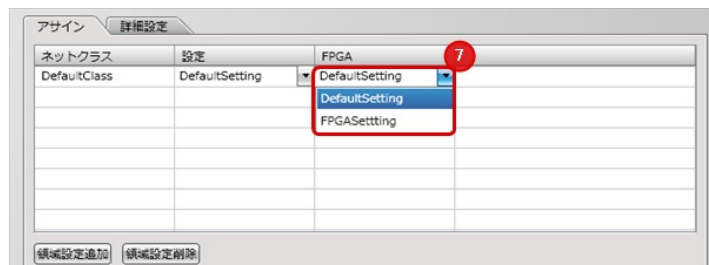 アサイン 詳細設定
ネットクラス 設定 FPGA 7
DefaultClass DefaultSetting DefaultSetting
DefaultSetting
FPGASettting
領域設定追加 領域設定削除